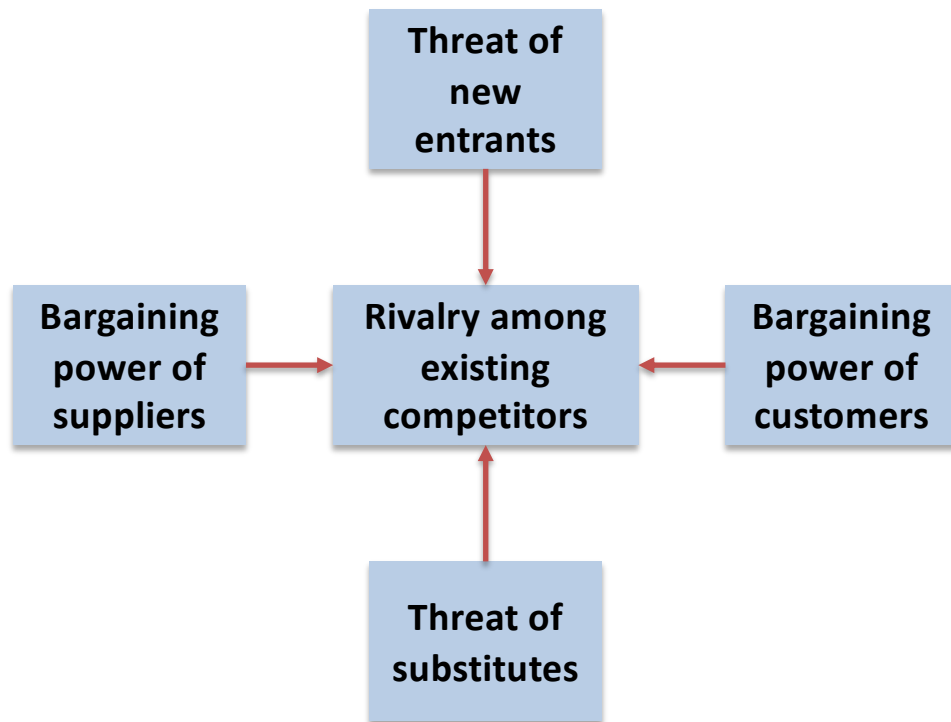 Threat of
new
entrants
Bargaining
power of
suppliers
Rivalry among
existing
competitors
Bargaining
power of
customers
Threat of
substitutes